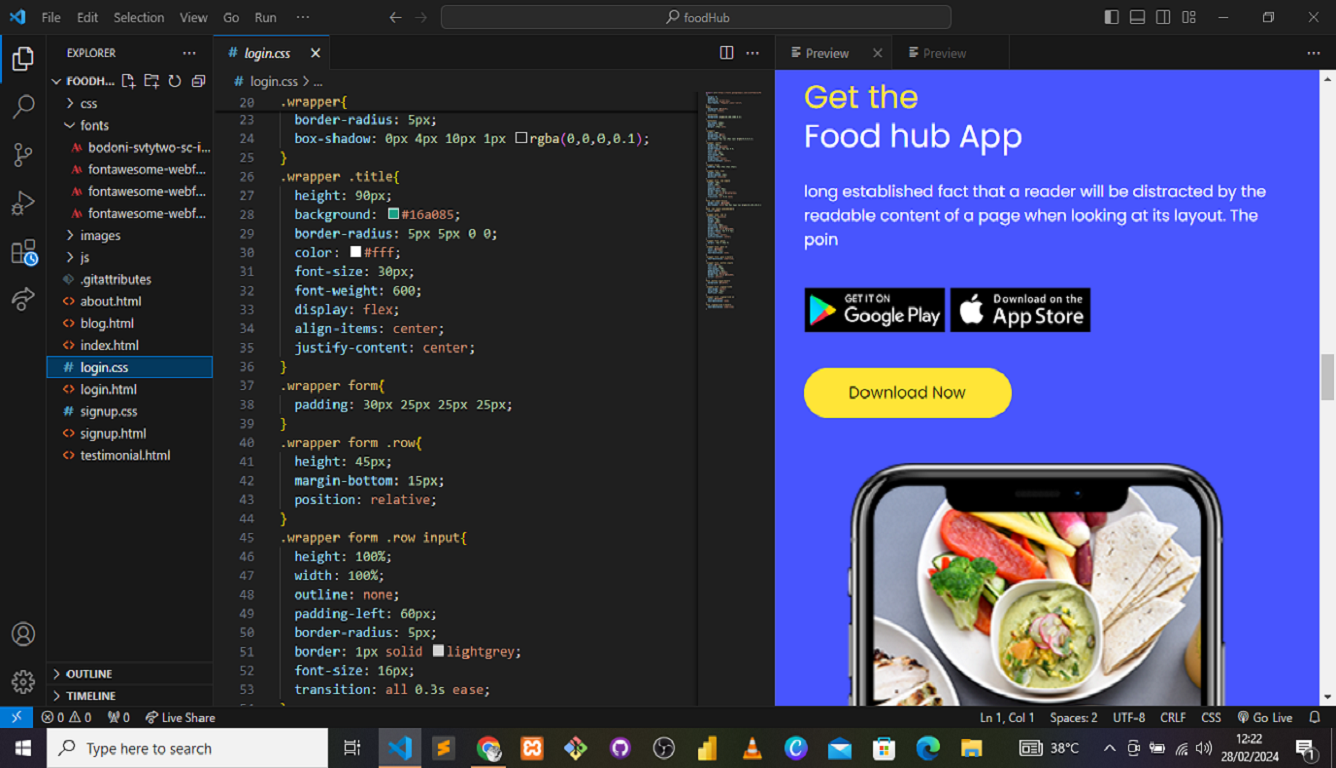 File Edit Selection View Go Run ··· foodHub
EXPLORER ···
FOODH...
css
fonts
bodoni-svtytwo-sc-i...
fontawesome-webf...
fontawesome-webf...
fontawesome-webf...
images
js
.gitattributes
about.html
blog.html
index.html
# login.css
login.html
# signup.css
signup.html
testimonial.html
OUTLINE
TIMELINE
# login.css ×
# login.css > ...
20 .wrapper{
23 border-radius: 5px;
24 box-shadow: 0px 4px 10px 1px rgba(0,0,0,0.1);
25 }
26 .wrapper .title{
27 height: 90px;
28 background: #16a085;
29 border-radius: 5px 5px 0 0;
30 color: #fff;
31 font-size: 30px;
32 font-weight: 600;
33 display: flex;
34 align-items: center;
35 justify-content: center;
36 }
37 .wrapper form{
38 padding: 30px 25px 25px 25px;
39 }
40 .wrapper form .row{
41 height: 45px;
42 margin-bottom: 15px;
43 position: relative;
44 }
45 .wrapper form .row input{
46 height: 100%;
47 width: 100%;
48 outline: none;
49 padding-left: 60px;
50 border-radius: 5px;
51 border: 1px solid lightgrey;
52 font-size: 16px;
53 transition: all 0.3s ease;
Preview × Preview ···
Get the
Food hub App
long established fact that a reader will be distracted by the
readable content of a page when looking at its layout. The
poin
GET IT ON
Google Play
Download on the
App Store
Download Now
0 0 0 Live Share Ln 1, Col 1 Spaces: 2 UTF-8 CRLF CSS Go Live
Type here to search 38°C
12:22
28/02/2024
1